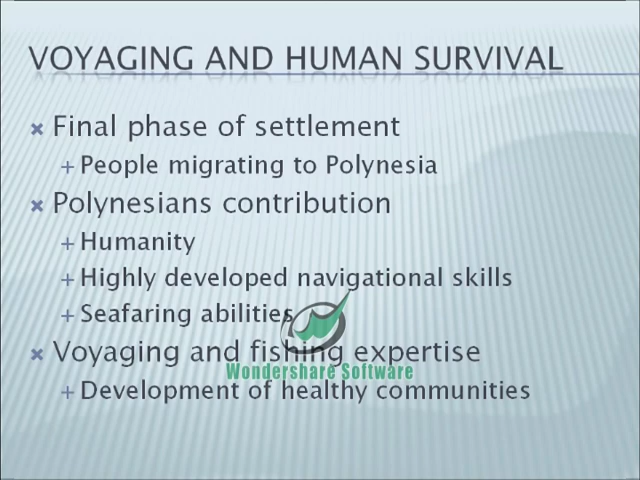 VOYAGING AND HUMAN SURVIVAL
Final phase of settlement
People migrating to Polynesia
Polynesians contribution
Humanity
Highly developed navigational skills
Seafaring abilities
Voyaging and fishing expertise
Wondershare Software
Development of healthy communities